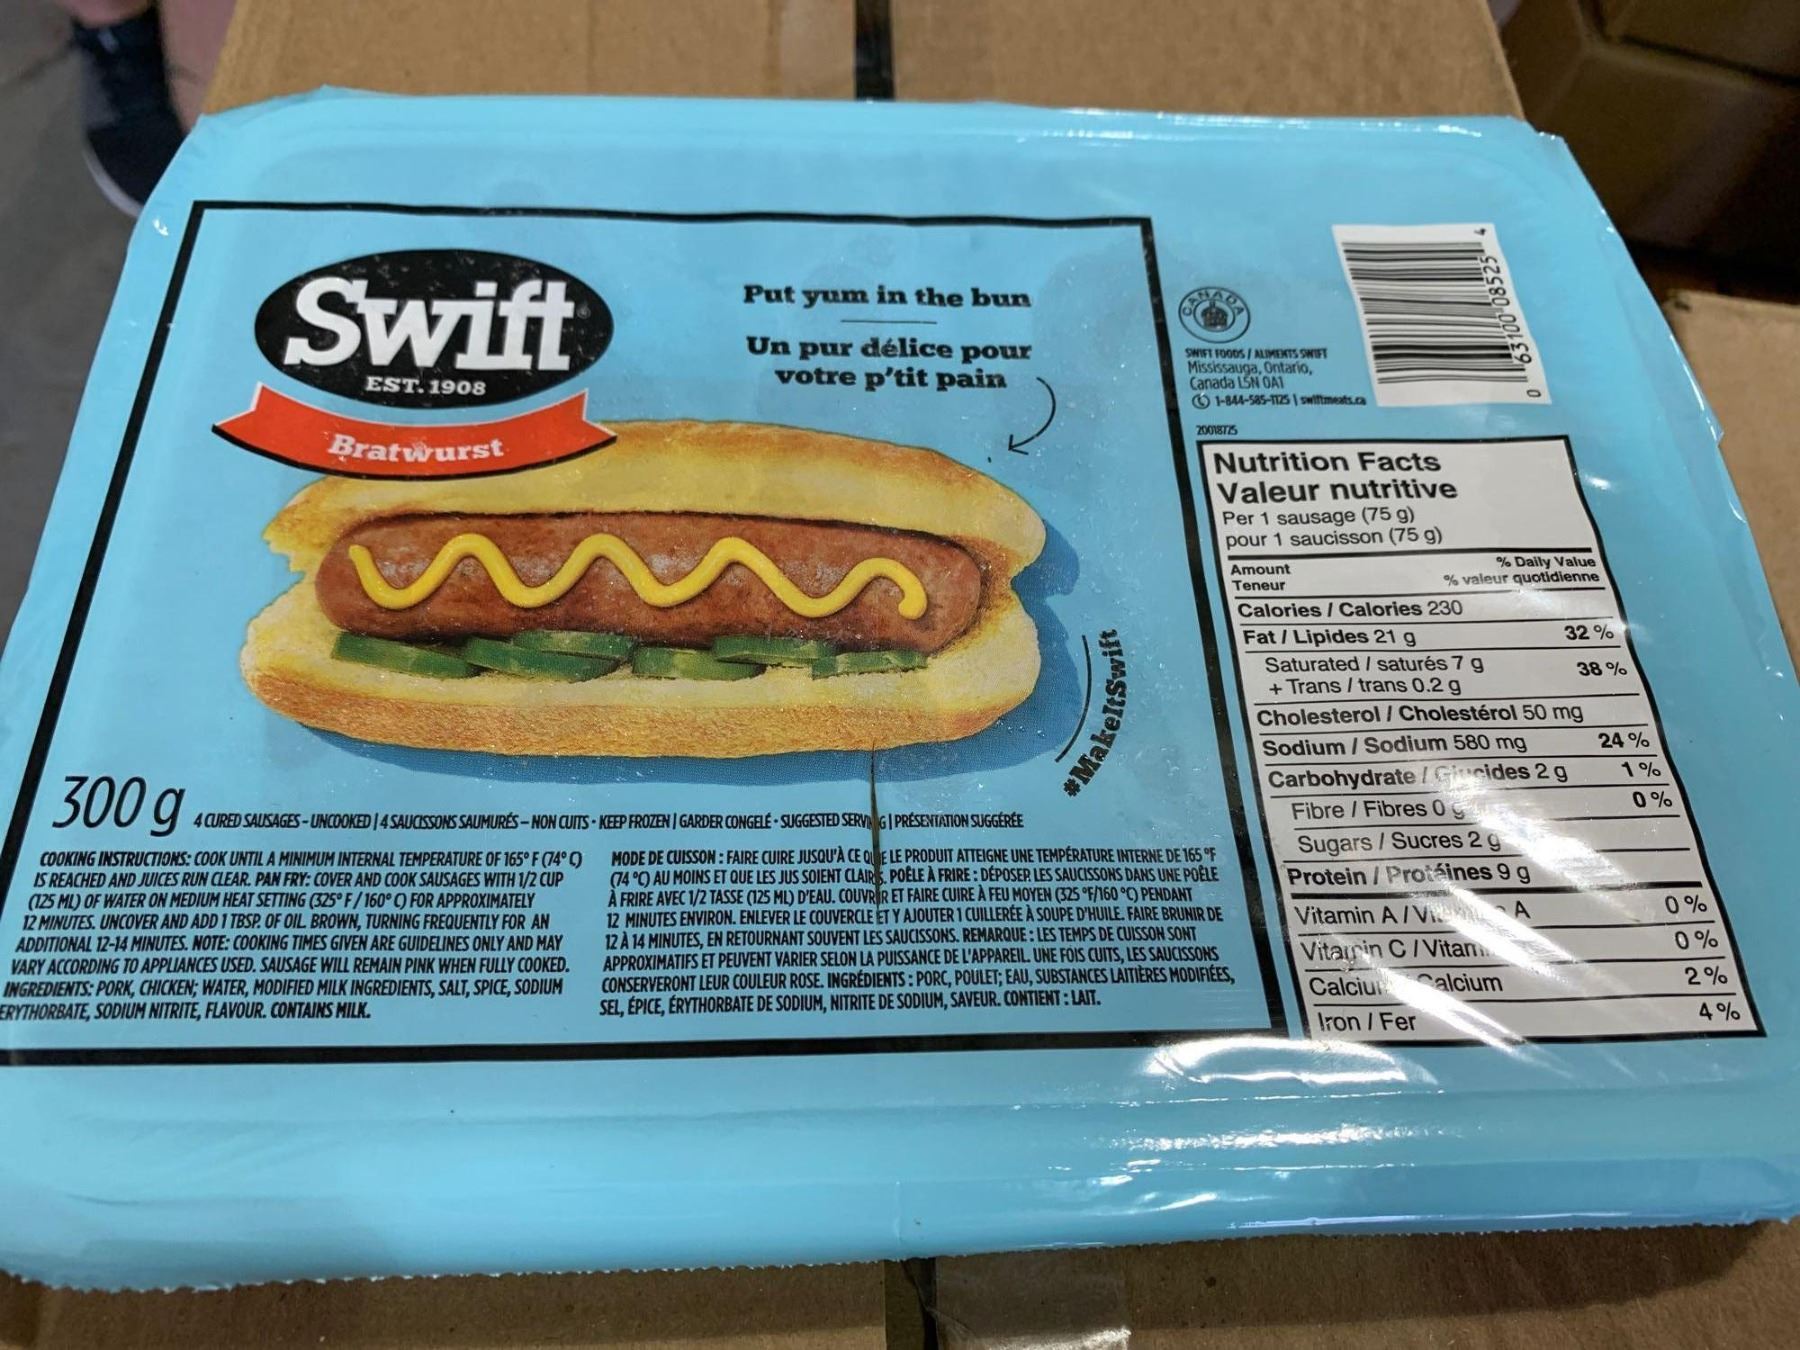 Swift
EST. 1908
Bratwurst
Put yum in the bun
Un pur délice pour
votre p'tit pain
#MakeItSwift
300 g
4 CURED SAUSAGES - UNCOOKED | 4 SAUCISSONS SAUMURÉS - NON CUITS • KEEP FROZEN | GARDER CONGELÉ • SUGGESTED SERVING | PRÉSENTATION SUGGÉRÉE
COOKING INSTRUCTIONS: COOK UNTIL A MINIMUM INTERNAL TEMPERATURE OF 165° F (74° C)
IS REACHED AND JUICES RUN CLEAR. PAN FRY: COVER AND COOK SAUSAGES WITH 1/2 CUP
(125 ML) OF WATER ON MEDIUM HEAT SETTING (325° F / 160° C) FOR APPROXIMATELY
12 MINUTES. UNCOVER AND ADD 1 TBSP. OF OIL. BROWN, TURNING FREQUENTLY FOR AN
ADDITIONAL 12-14 MINUTES. NOTE: COOKING TIMES GIVEN ARE GUIDELINES ONLY AND MAY
VARY ACCORDING TO APPLIANCES USED. SAUSAGE WILL REMAIN PINK WHEN FULLY COOKED.
INGREDIENTS: PORK, CHICKEN; WATER, MODIFIED MILK INGREDIENTS, SALT, SPICE, SODIUM
ERYTHORBATE, SODIUM NITRITE, FLAVOUR. CONTAINS MILK.
MODE DE CUISSON : FAIRE CUIRE JUSQU'À CE QUE LE PRODUIT ATTEIGNE UNE TEMPÉRATURE INTERNE DE 165 °F
(74 °C) AU MOINS ET QUE LES JUS SOIENT CLAIRS. POÊLE À FRIRE : DÉPOSER LES SAUCISSONS DANS UNE POÊLE
À FRIRE AVEC 1/2 TASSE (125 ML) D'EAU. COUVRIR ET FAIRE CUIRE À FEU MOYEN (325 °F/160 °C) PENDANT
12 MINUTES ENVIRON. ENLEVER LE COUVERCLE ET Y AJOUTER 1 CUILLERÉE À SOUPE D'HUILE. FAIRE BRUNIR DE
12 À 14 MINUTES, EN RETOURNANT SOUVENT LES SAUCISSONS. REMARQUE : LES TEMPS DE CUISSON SONT
APPROXIMATIFS ET PEUVENT VARIER SELON LA PUISSANCE DE L'APPAREIL. UNE FOIS CUITS, LES SAUCISSONS
CONSERVERONT LEUR COULEUR ROSE. INGRÉDIENTS : PORC, POULET; EAU, SUBSTANCES LAITIÈRES MODIFIÉES,
SEL, ÉPICE, ÉRYTHORBATE DE SODIUM, NITRITE DE SODIUM, SAVEUR. CONTIENT : LAIT.
CANADA
SWIFT FOODS / ALIMENTS SWIFT
Mississauga, Ontario,
Canada L5N 0A1
1-844-585-1125 | swiftmeats.ca
20018725
0 63100 08525 4
Nutrition Facts
Valeur nutritive
Per 1 sausage (75 g)
pour 1 saucisson (75 g)
Amount % Daily Value
Teneur % valeur quotidienne
Calories / Calories 230
Fat / Lipides 21 g 32 %
Saturated / saturés 7 g 38 %
+ Trans / trans 0.2 g
Cholesterol / Cholestérol 50 mg
Sodium / Sodium 580 mg 24 %
Carbohydrate / Glucides 2 g 1 %
Fibre / Fibres 0 g 0 %
Sugars / Sucres 2 g
Protein / Protéines 9 g
Vitamin A / A 0 %
Vitamin C / 0 %
Calcium Calcium 2 %
Iron / Fer 4 %